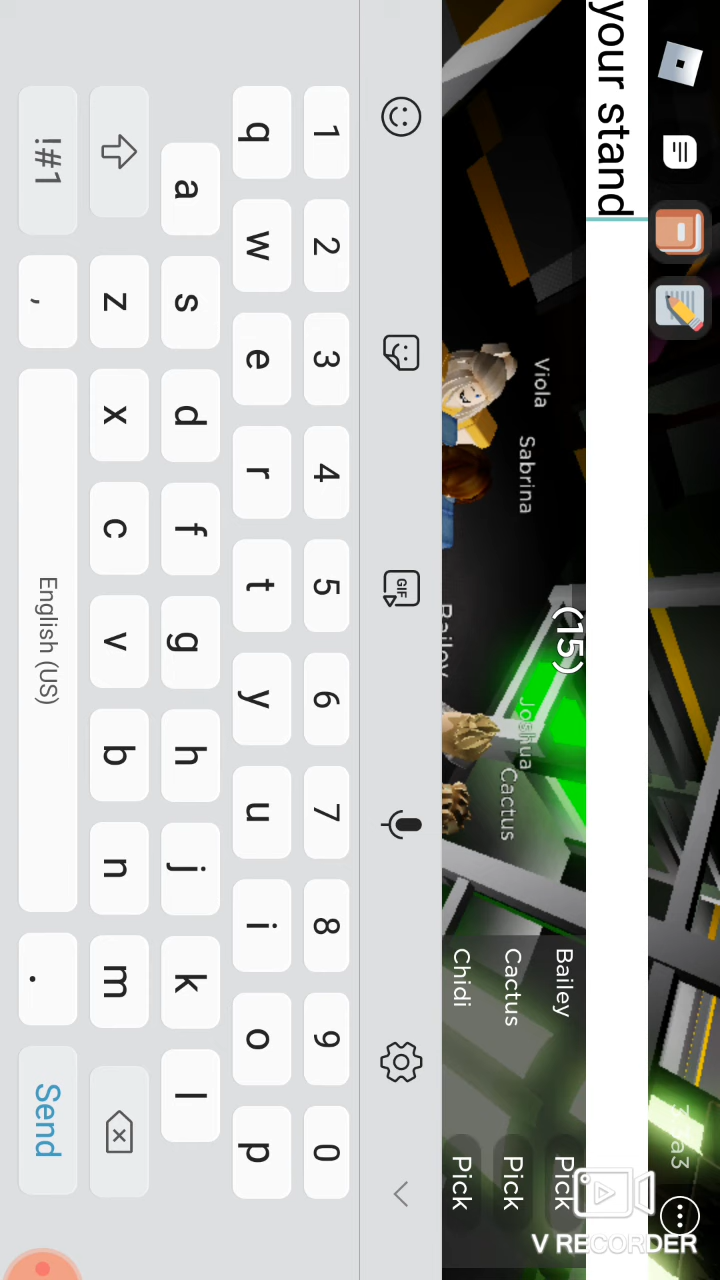 your stand
Viola
Sabrina
(15)
Joshua
Bailey
Cactus
Bailey Pick
Cactus Pick
Chidi Pick
V RECORDER
GIF
1 2 3 4 5 6 7 8 9 0
q w e r t y u i o p
a s d f g h j k l
z x c v b n m
!#1 , English (US) . Send